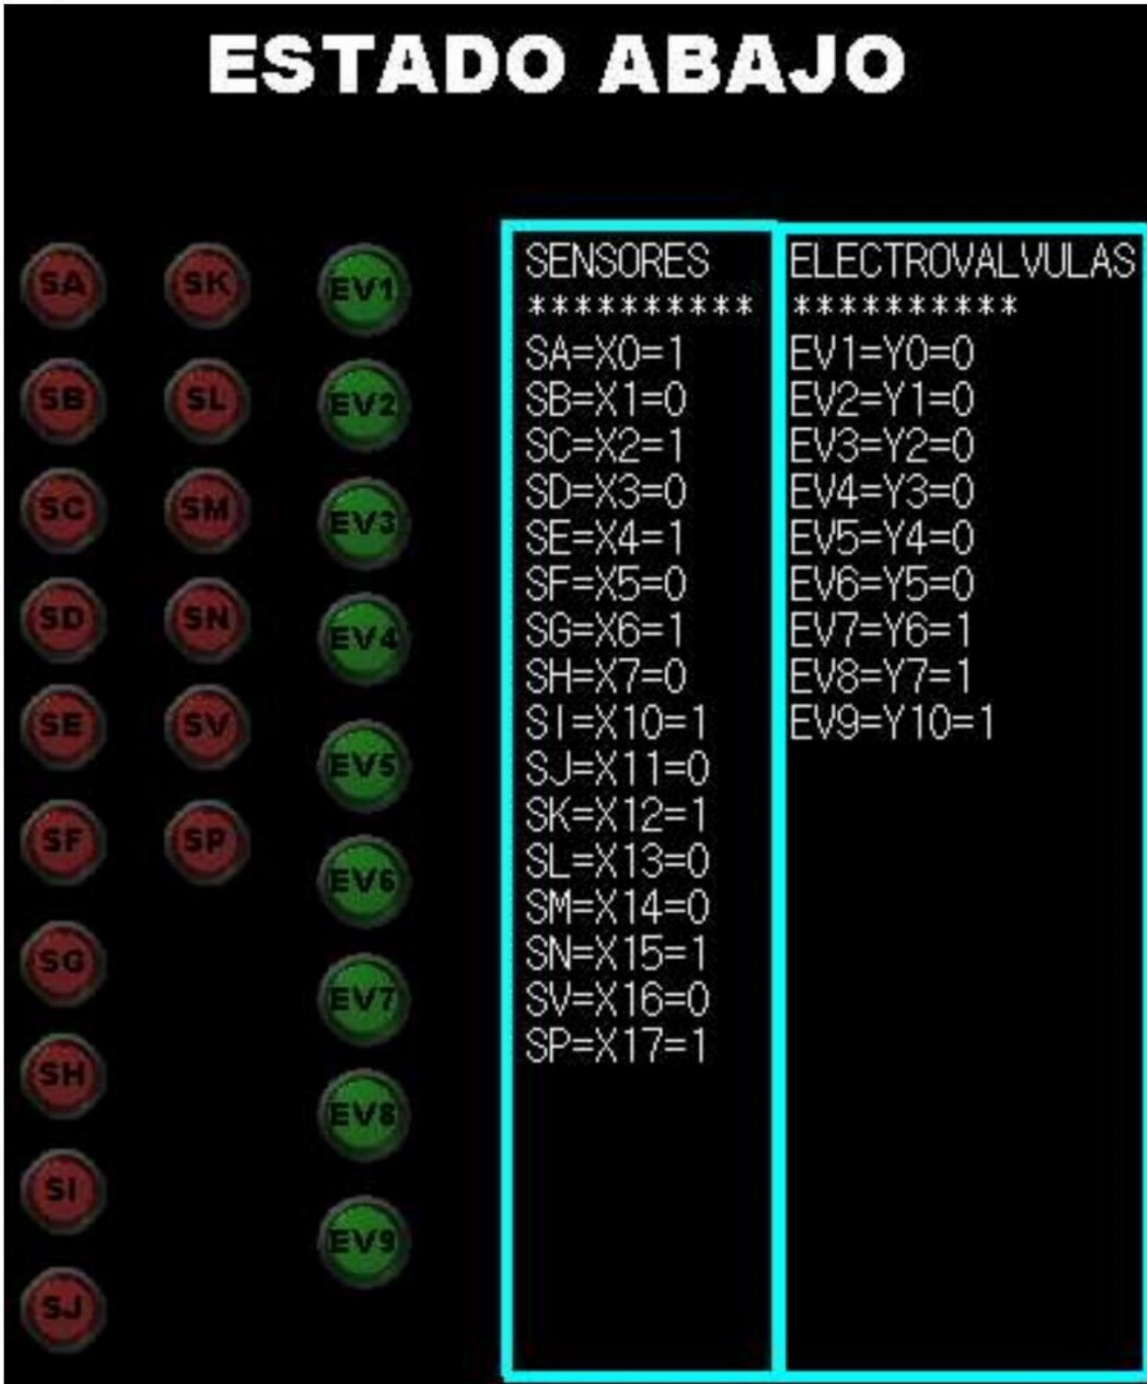 ESTADO ABAJO
SA
SB
SC
SD
SE
SF
SG
SH
SI
SJ
SK
SL
SM
SN
SV
SP
EV1
EV2
EV3
EV4
EV5
EV6
EV7
EV8
EV9
SENSORES
**********
SA=X0=1
SB=X1=0
SC=X2=1
SD=X3=0
SE=X4=1
SF=X5=0
SG=X6=1
SH=X7=0
SI=X10=1
SJ=X11=0
SK=X12=1
SL=X13=0
SM=X14=0
SN=X15=1
SV=X16=0
SP=X17=1
ELECTROVALVULAS
**********
EV1=Y0=0
EV2=Y1=0
EV3=Y2=0
EV4=Y3=0
EV5=Y4=0
EV6=Y5=0
EV7=Y6=1
EV8=Y7=1
EV9=Y10=1